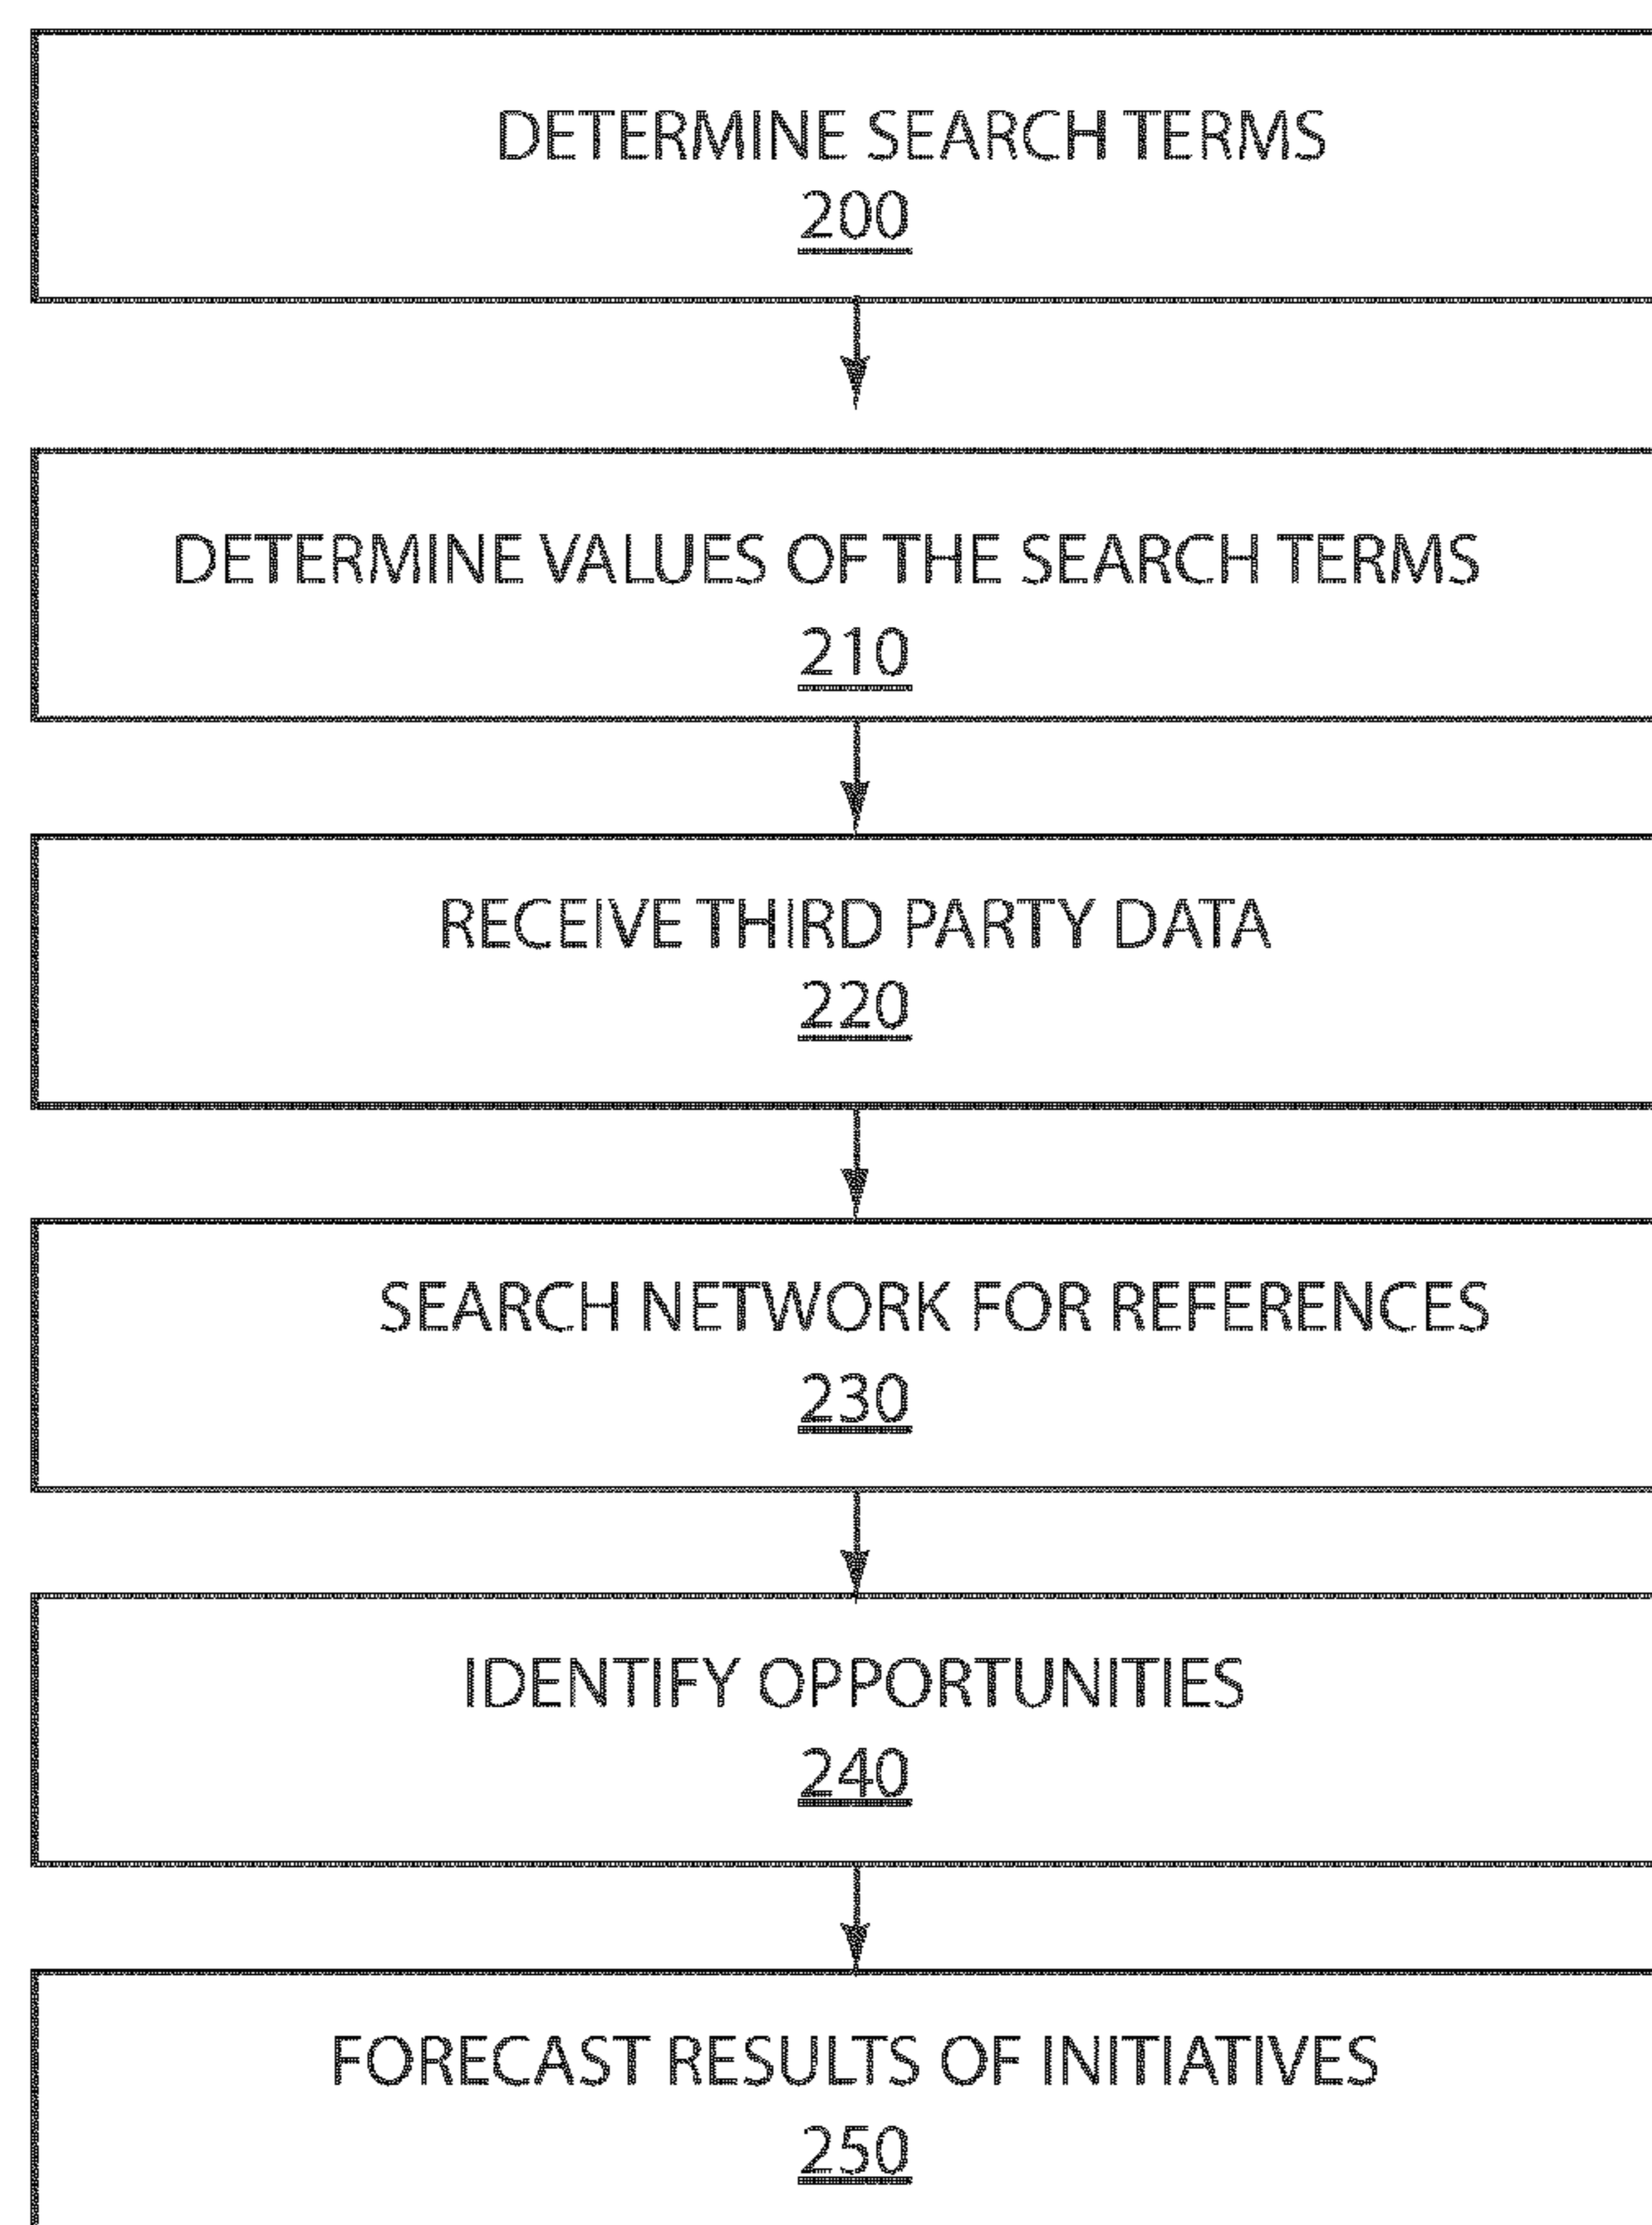 DETERMINE SEARCH TERMS
200
DETERMINE VALUES OF THE SEARCH TERMS
210
RECEIVE THIRD PARTY DATA
220
SEARCH NETWORK FOR REFERENCES
230
IDENTIFY OPPORTUNITIES
240
FORECAST RESULTS OF INITIATIVES
250